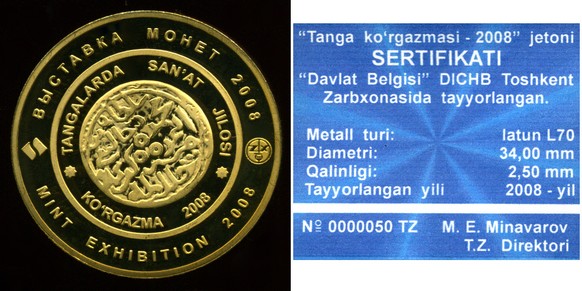 ВЫСТАВКА МОНЕТ 2008
TANGALARDA SAN'AT JILOSI
KO'RGAZMA 2008
MINT EXHIBITION 2008
"Tanga ko'rgazmasi - 2008" jetoni
SERTIFIKATI
"Davlat Belgisi" DICHB Toshkent
Zarbxonasida tayyorlangan.
Metall turi: latun L70
Diametri: 34,00 mm
Qalinligi: 2,50 mm
Tayyorlangan yili 2008 - yil
№ 0000050 TZ M. E. Minavarov
T.Z. Direktori